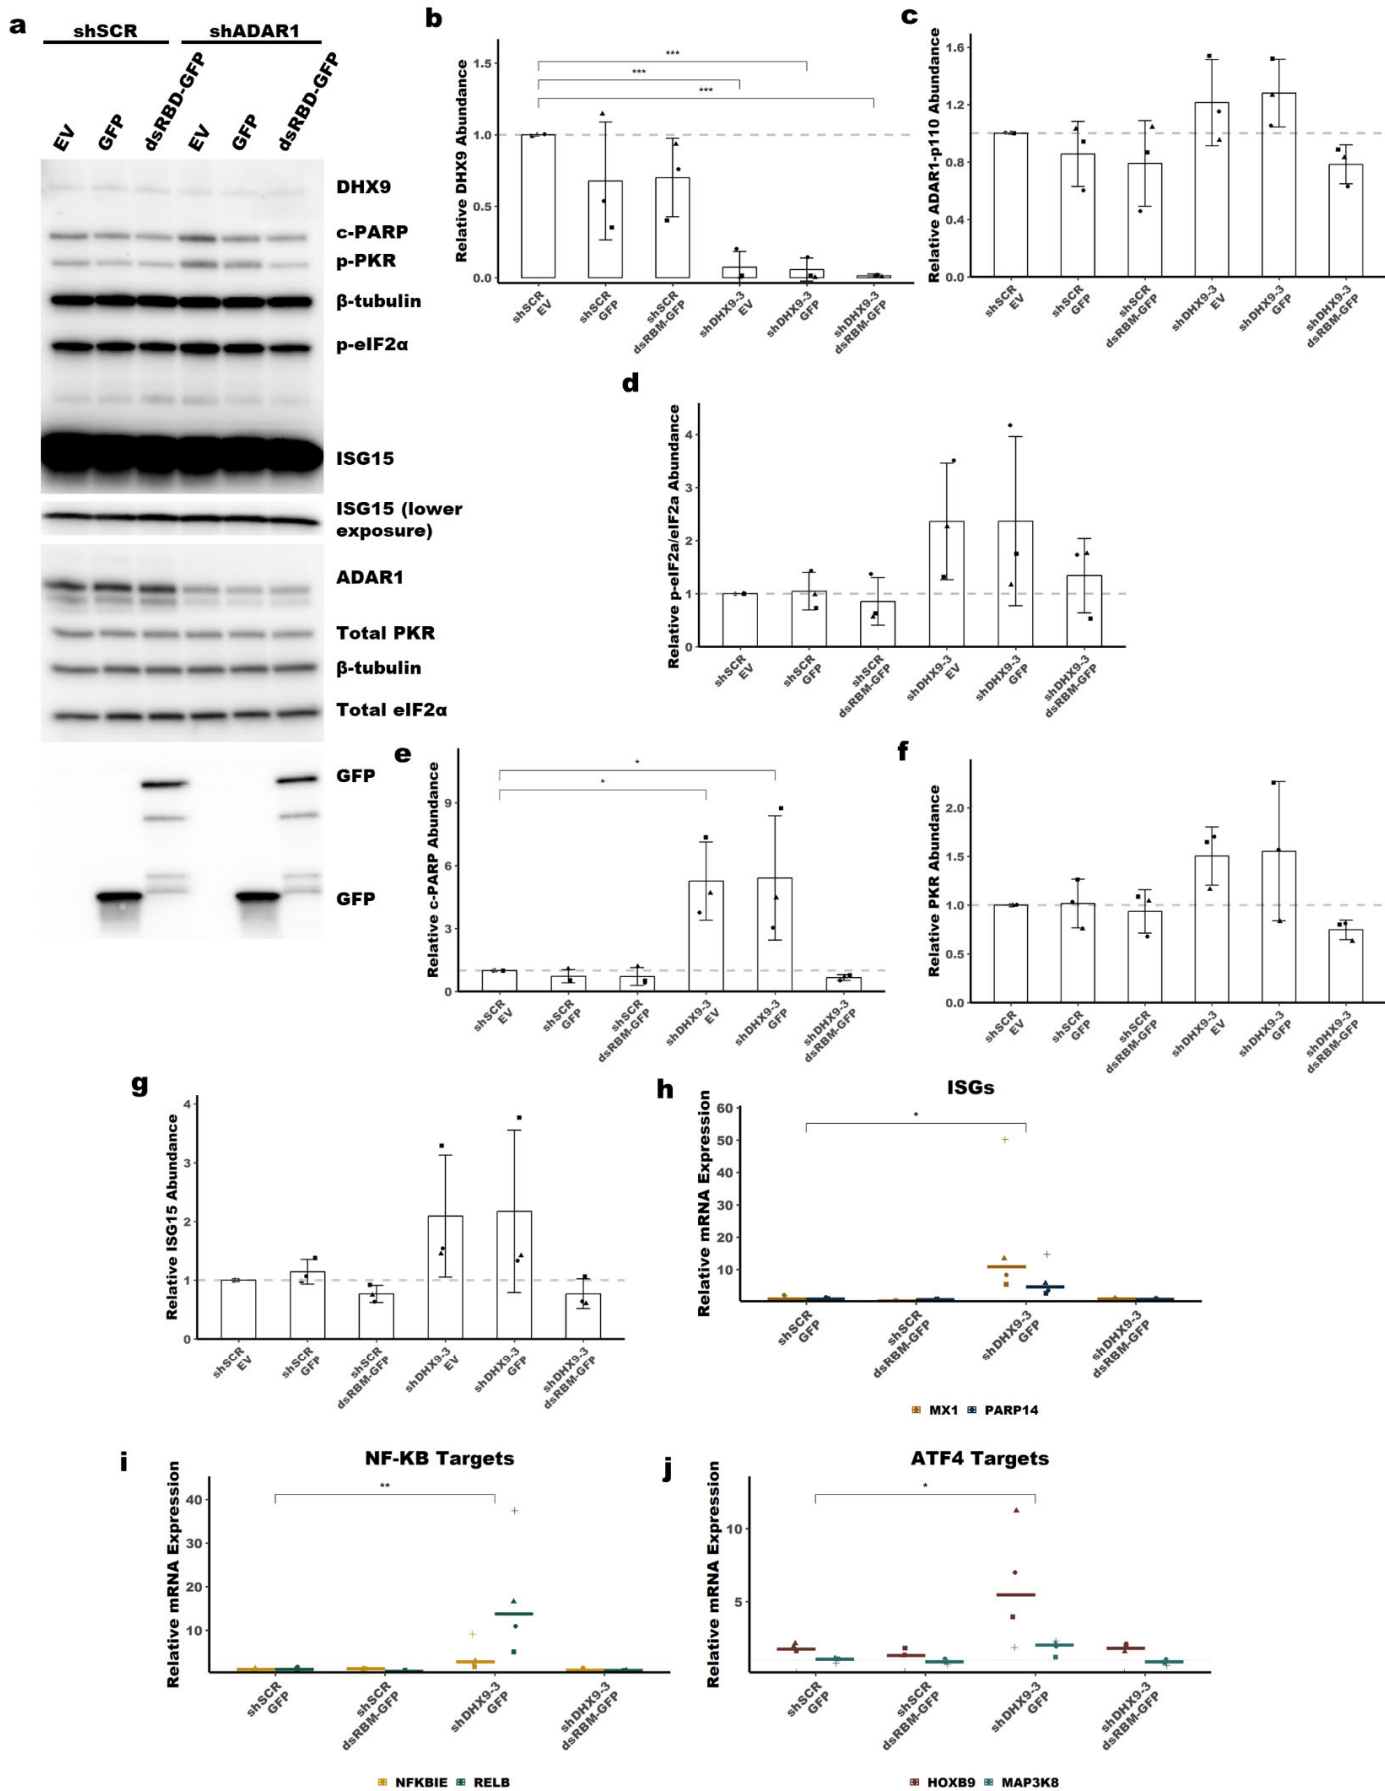 a
shSCR
shADAR1
EV
GFP
dsRBD-GFP
EV
GFP
dsRBD-GFP
DHX9
c-PARP
p-PKR
β-tubulin
p-eIF2α
ISG15
ISG15 (lower
exposure)
ADAR1
Total PKR
β-tubulin
Total eIF2α
GFP
GFP
b
Relative DHX9 Abundance
1.5
1.0
0.5
0.0
***
***
***
shSCR
EV
shSCR
GFP
shSCR
dsRBM-GFP
shDHX9-3
EV
shDHX9-3
GFP
shDHX9-3
dsRBM-GFP
c
Relative ADAR1-p110 Abundance
1.6
1.2
0.8
0.4
0.0
shSCR
EV
shSCR
GFP
shSCR
dsRBM-GFP
shDHX9-3
EV
shDHX9-3
GFP
shDHX9-3
dsRBM-GFP
d
Relative p-eIF2a/eIF2a Abundance
4
3
2
1
0
shSCR
EV
shSCR
GFP
shSCR
dsRBM-GFP
shDHX9-3
EV
shDHX9-3
GFP
shDHX9-3
dsRBM-GFP
e
Relative c-PARP Abundance
9
6
3
0
*
*
shSCR
EV
shSCR
GFP
shSCR
dsRBM-GFP
shDHX9-3
EV
shDHX9-3
GFP
shDHX9-3
dsRBM-GFP
f
Relative PKR Abundance
2.0
1.5
1.0
0.5
0.0
shSCR
EV
shSCR
GFP
shSCR
dsRBM-GFP
shDHX9-3
EV
shDHX9-3
GFP
shDHX9-3
dsRBM-GFP
g
Relative ISG15 Abundance
4
3
2
1
0
shSCR
EV
shSCR
GFP
shSCR
dsRBM-GFP
shDHX9-3
EV
shDHX9-3
GFP
shDHX9-3
dsRBM-GFP
h
ISGs
Relative mRNA Expression
60
50
40
30
20
10
*
shSCR
GFP
shSCR
dsRBM-GFP
shDHX9-3
GFP
shDHX9-3
dsRBM-GFP
MX1 PARP14
i
NF-KB Targets
Relative mRNA Expression
40
30
20
10
**
shSCR
GFP
shSCR
dsRBM-GFP
shDHX9-3
GFP
shDHX9-3
dsRBM-GFP
NFKBIE RELB
j
ATF4 Targets
Relative mRNA Expression
10
5
*
shSCR
GFP
shSCR
dsRBM-GFP
shDHX9-3
GFP
shDHX9-3
dsRBM-GFP
HOXB9 MAP3K8